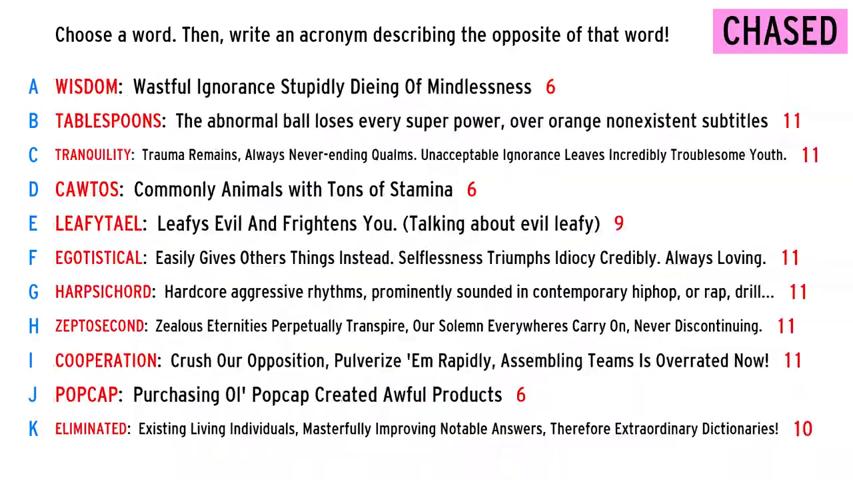 Choose a word. Then, write an acronym describing the opposite of that word!
CHASED
A WISDOM: Wastful Ignorance Stupidly Dieing Of Mindlessness 6
B TABLESPOONS: The abnormal ball loses every super power, over orange nonexistent subtitles 11
C TRANQUILITY: Trauma Remains, Always Never-ending Qualms. Unacceptable Ignorance Leaves Incredibly Troublesome Youth. 11
D CAWTOS: Commonly Animals with Tons of Stamina 6
E LEAFYTAEL: Leafys Evil And Frightens You. (Talking about evil leafy) 9
F EGOTISTICAL: Easily Gives Others Things Instead. Selflessness Triumphs Idiocy Credibly. Always Loving. 11
G HARPSICHORD: Hardcore aggressive rhythms, prominently sounded in contemporary hiphop, or rap, drill... 11
H ZEPTOSECOND: Zealous Eternities Perpetually Transpire, Our Solemn Everywheres Carry On, Never Discontinuing. 11
I COOPERATION: Crush Our Opposition, Pulverize 'Em Rapidly, Assembling Teams Is Overrated Now! 11
J POPCAP: Purchasing Ol' Popcap Created Awful Products 6
K ELIMINATED: Existing Living Individuals, Masterfully Improving Notable Answers, Therefore Extraordinary Dictionaries! 10